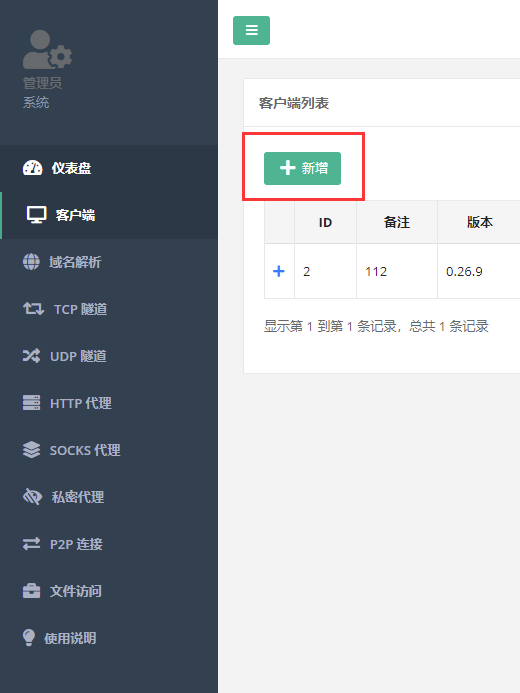 管理员
系统
仪表盘
客户端
域名解析
TCP 隧道
UDP 隧道
HTTP 代理
SOCKS 代理
私密代理
P2P 连接
文件访问
使用说明
客户端列表
新增
ID 备注 版本
2 112 0.26.9
显示第 1 到第 1 条记录，总共 1 条记录